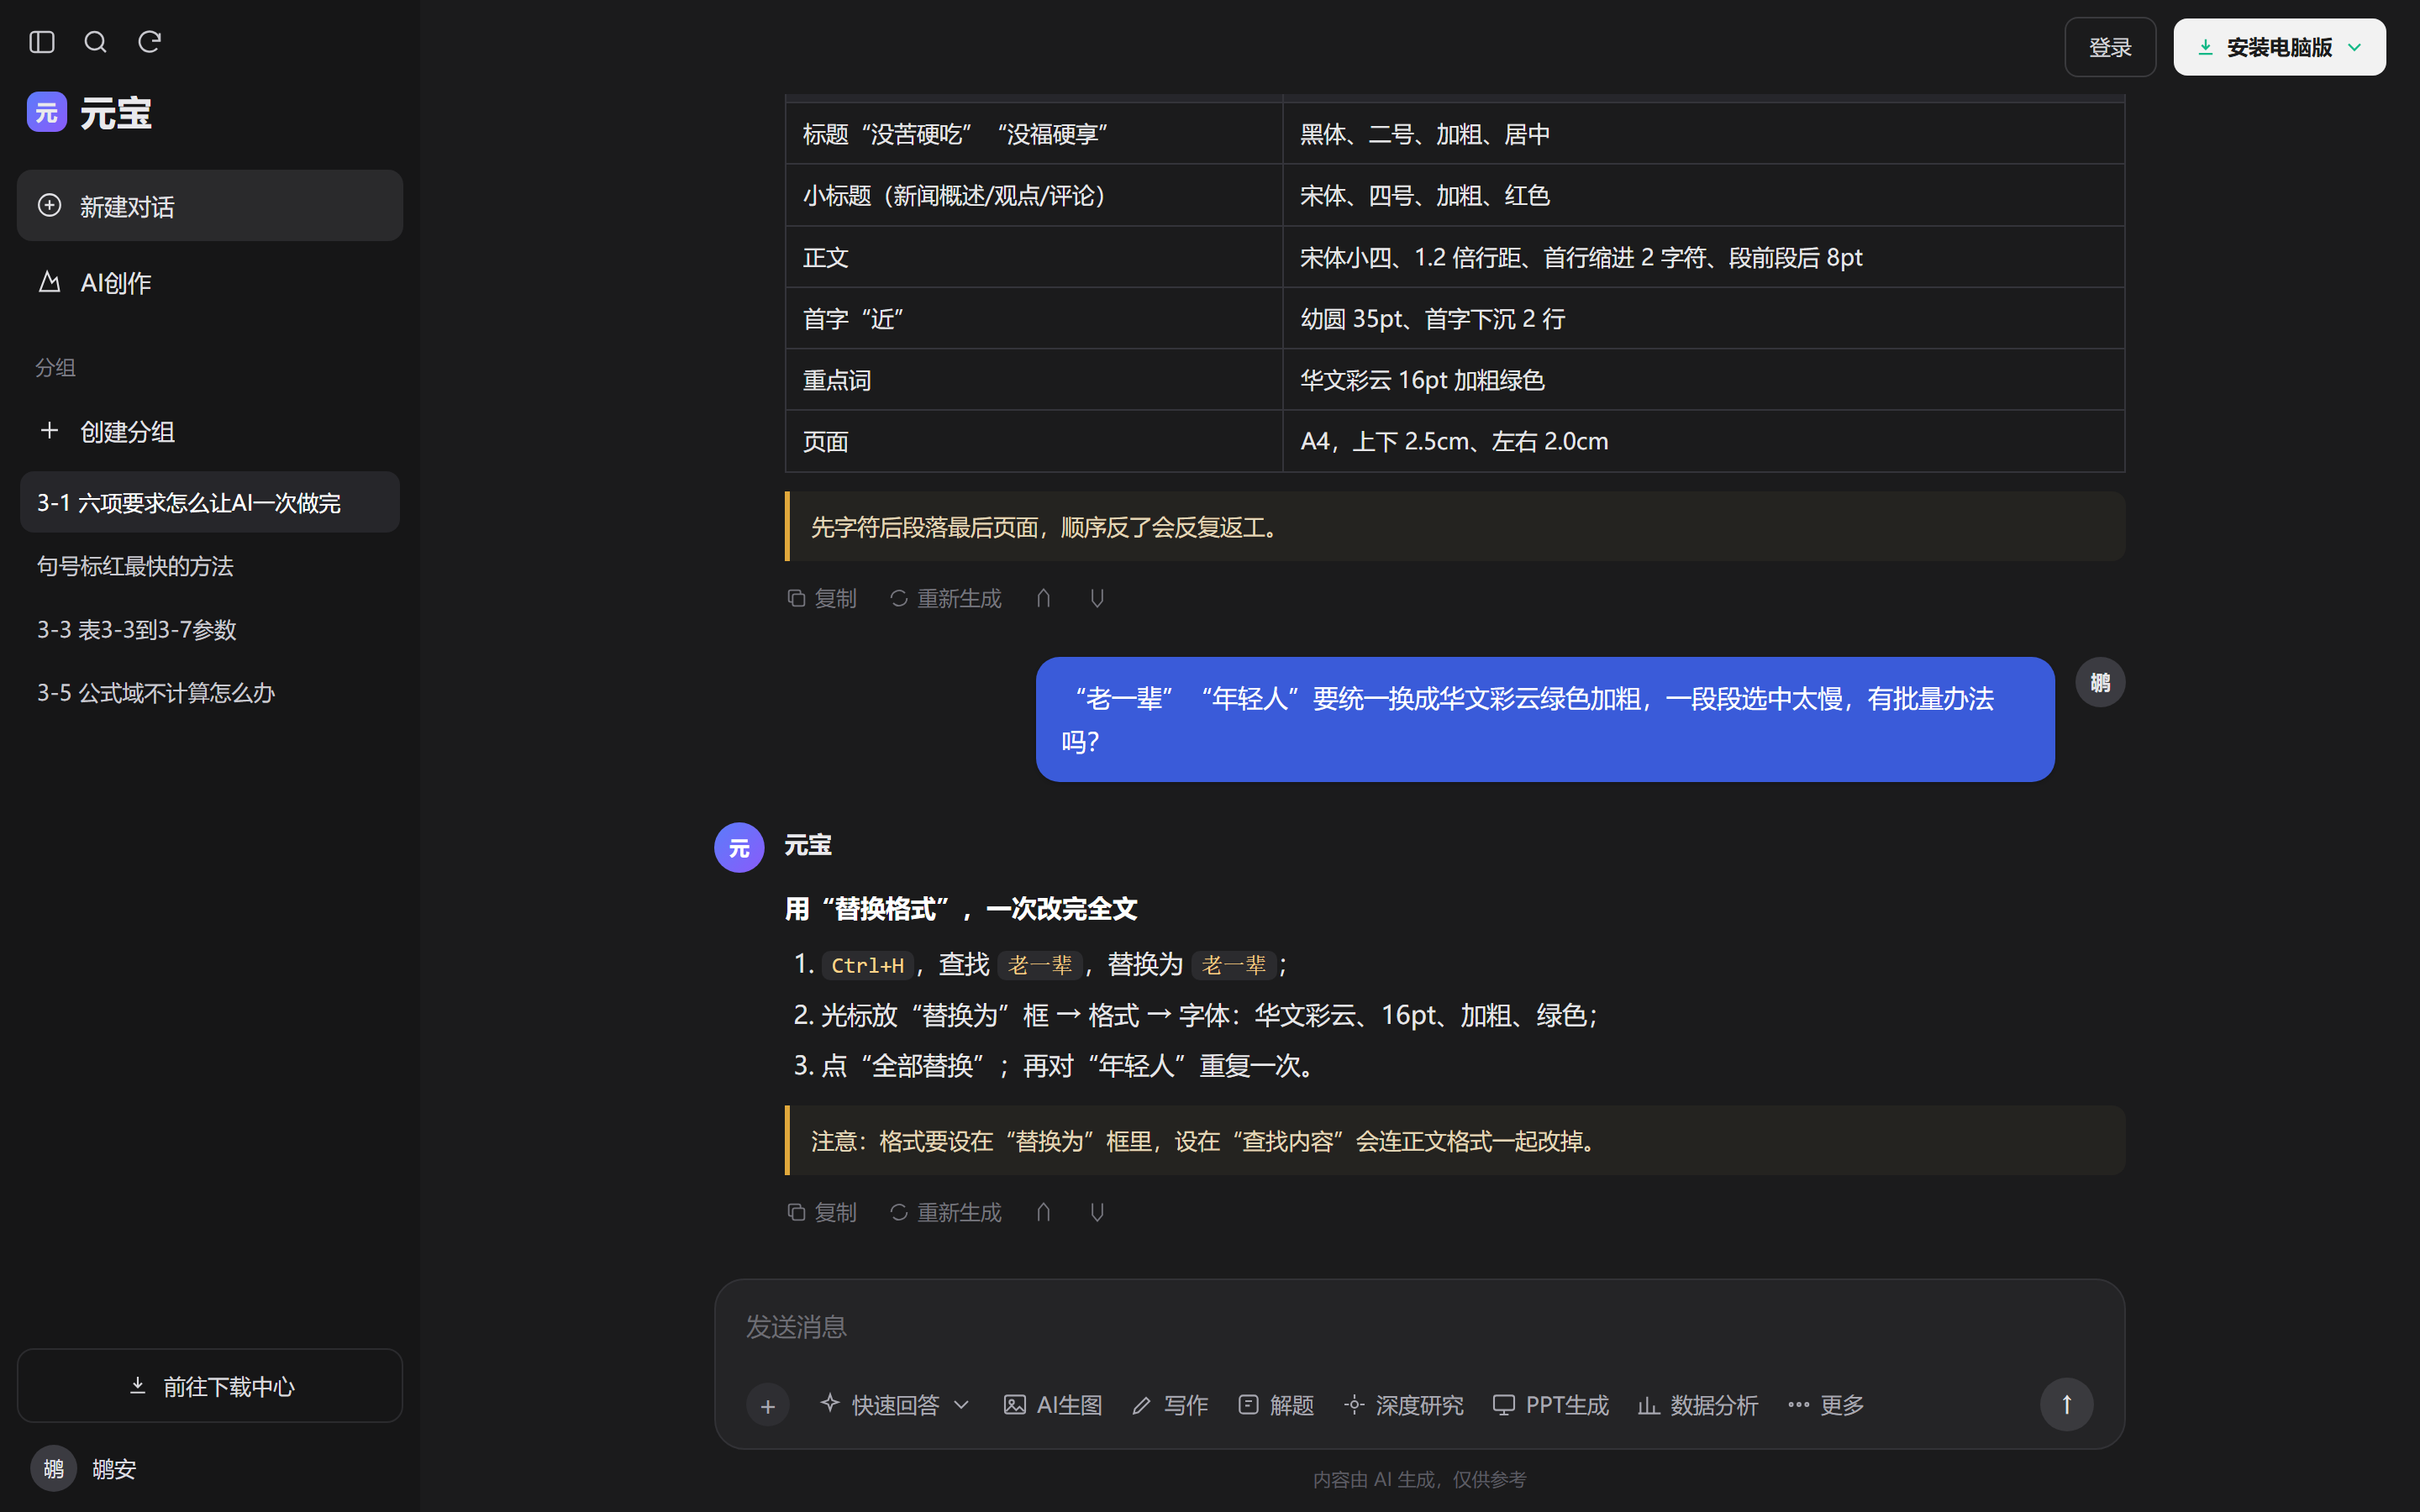 元 元宝
新建对话
AI创作
分组
创建分组
3-1 六项要求怎么让AI一次做完
句号标红最快的方法
3-3 表3-3到3-7参数
3-5 公式域不计算怎么办
前往下载中心
鹕 鹕安
登录
安装电脑版
标题“没苦硬吃”“没福硬享” 黑体、二号、加粗、居中
小标题（新闻概述/观点/评论） 宋体、四号、加粗、红色
正文 宋体小四、1.2 倍行距、首行缩进 2 字符、段前段后 8pt
首字“近” 幼圆 35pt、首字下沉 2 行
重点词 华文彩云 16pt 加粗绿色
页面 A4，上下 2.5cm、左右 2.0cm
先字符后段落最后页面，顺序反了会反复返工。
复制 重新生成
“老一辈”“年轻人”要统一换成华文彩云绿色加粗，一段段选中太慢，有批量办法
吗？
鹕
元 元宝
用“替换格式”，一次改完全文
1. Ctrl+H，查找 老一辈，替换为 老一辈；
2. 光标放“替换为”框 → 格式 → 字体：华文彩云、16pt、加粗、绿色；
3. 点“全部替换”；再对“年轻人”重复一次。
注意：格式要设在“替换为”框里，设在“查找内容”会连正文格式一起改掉。
复制 重新生成
发送消息
+ 快速回答 AI生图 写作 解题 深度研究 PPT生成 数据分析 更多 ↑
内容由 AI 生成，仅供参考